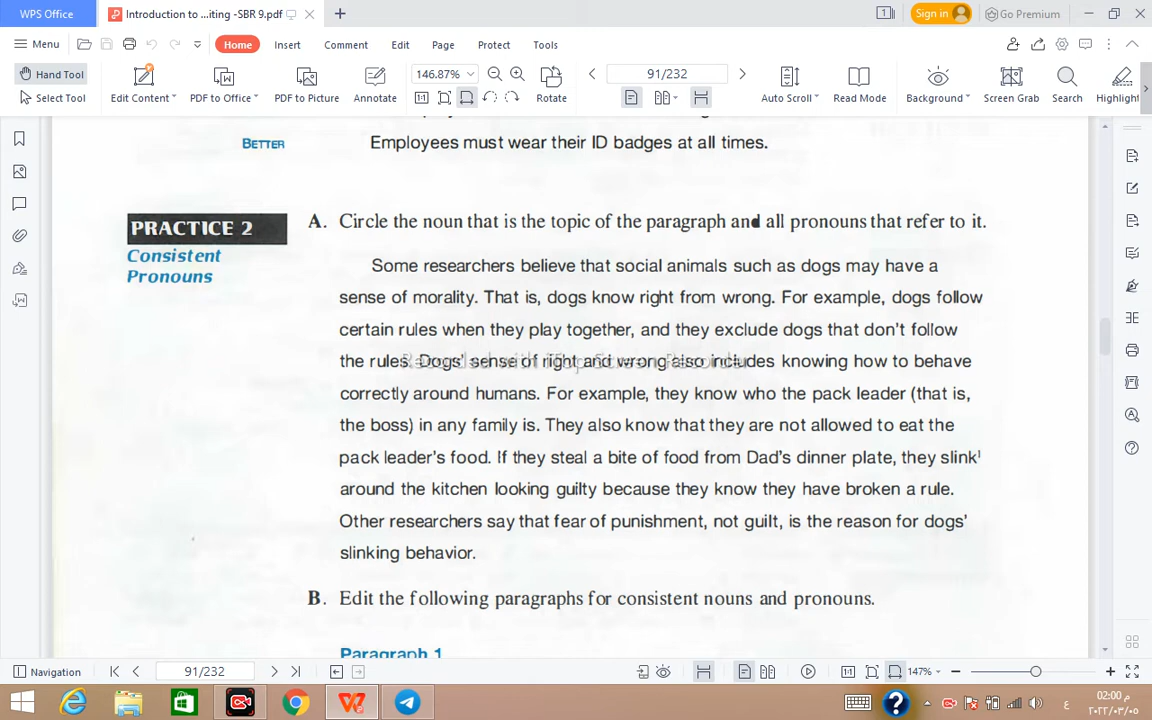 WPS Office
Introduction to ...iting -SBR 9.pdf
1
Sign in
Go Premium
Menu
Home
Insert
Comment
Edit
Page
Protect
Tools
Hand Tool
Select Tool
Edit Content
PDF to Office
PDF to Picture
Annotate
146.87%
Rotate
91/232
Auto Scroll
Read Mode
Background
Screen Grab
Search
Highlight
BETTER
Employees must wear their ID badges at all times.
PRACTICE 2
Consistent
Pronouns
A. Circle the noun that is the topic of the paragraph and all pronouns that refer to it.
Some researchers believe that social animals such as dogs may have a
sense of morality. That is, dogs know right from wrong. For example, dogs follow
certain rules when they play together, and they exclude dogs that don't follow
the rules. Dogs' sense of right and wrong also includes knowing how to behave
Recorded with iTop Screen Recorder
correctly around humans. For example, they know who the pack leader (that is,
the boss) in any family is. They also know that they are not allowed to eat the
pack leader's food. If they steal a bite of food from Dad's dinner plate, they slink¹
around the kitchen looking guilty because they know they have broken a rule.
Other researchers say that fear of punishment, not guilt, is the reason for dogs'
slinking behavior.
B. Edit the following paragraphs for consistent nouns and pronouns.
Paragraph 1
Navigation
91/232
147%
02:00 م
٢٠٢٢/٠٣/٠٥
ع